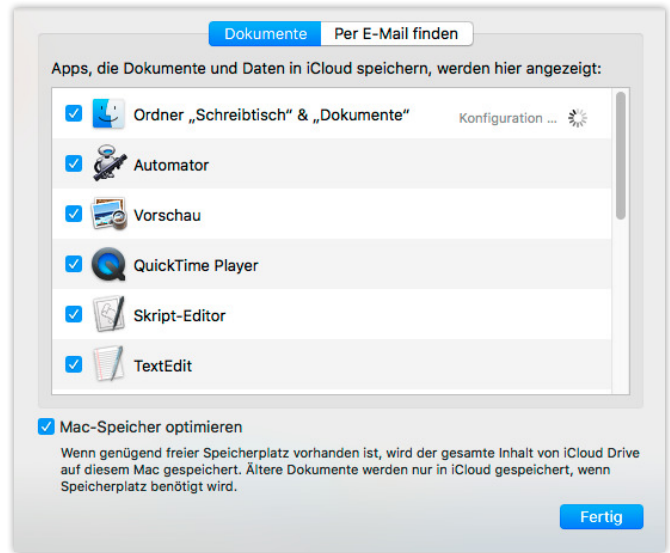 Dokumente Per E-Mail finden
Apps, die Dokumente und Daten in iCloud speichern, werden hier angezeigt:
Ordner „Schreibtisch“ & „Dokumente“ Konfiguration ...
Automator
Vorschau
QuickTime Player
Skript-Editor
TextEdit
Mac-Speicher optimieren
Wenn genügend freier Speicherplatz vorhanden ist, wird der gesamte Inhalt von iCloud Drive
auf diesem Mac gespeichert. Ältere Dokumente werden nur in iCloud gespeichert, wenn
Speicherplatz benötigt wird.
Fertig